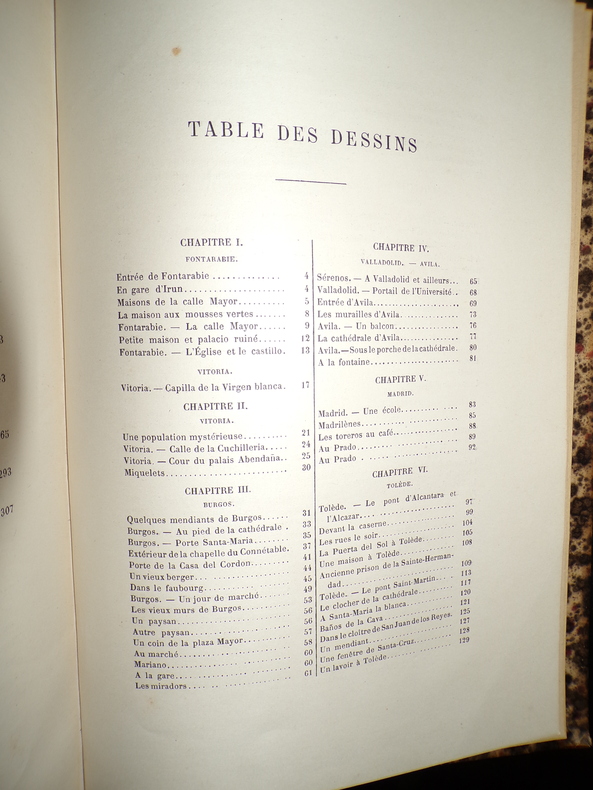 293
307
TABLE DES DESSINS
CHAPITRE I.
FONTARABIE.
Entrée de Fontarabie .............. 4
En gare d'Irun..................... 4
Maisons de la calle Mayor.......... 5
La maison aux mousses vertes....... 8
Fontarabie. — La calle Mayor...... 9
Petite maison et palacio ruiné...... 12
Fontarabie. — L'Église et le castillo. 13
VITORIA.
Vitoria. — Capilla de la Virgen blanca. 17
CHAPITRE II.
VITORIA.
Une population mystérieuse.......... 21
Vitoria. — Calle de la Cuchilleria..... 24
Vitoria. — Cour du palais Abendaña.. 25
Miquelets........................... 30
CHAPITRE III.
BURGOS.
Quelques mendiants de Burgos...... 31
Burgos. — Au pied de la cathédrale . 33
Burgos. — Porte Santa-Maria....... 35
Extérieur de la chapelle du Connétable. 37
Porte de la Casa del Cordon......... 41
Un vieux berger.................... 44
Dans le faubourg................... 45
Burgos. — Un jour de marché....... 49
Les vieux murs de Burgos........... 53
Un paysan......................... 56
Autre paysan....................... 56
Un coin de la plaza Mayor.......... 57
Au marché......................... 58
Mariano........................... 60
A la gare.......................... 60
Les miradors....................... 61
CHAPITRE IV.
VALLADOLID. — AVILA.
Sérenos. — A Valladolid et ailleurs... 65
Valladolid. — Portail de l'Université.. 68
Entrée d'Avila...................... 69
Les murailles d'Avila............... 73
Avila. — Un balcon................. 76
La cathédrale d'Avila............... 77
Avila. — Sous le porche de la cathédrale. 80
A la fontaine....................... 81
CHAPITRE V.
MADRID.
Madrid. — Une école............... 83
Madrilènes......................... 85
Les toreros au café.................. 88
Au Prado.......................... 89
Au Prado .......................... 92
CHAPITRE VI.
TOLÈDE.
Tolède. — Le pont d'Alcantara et
l'Alcazar......................... 97
Devant la caserne................... 99
Les rues le soir..................... 104
La Puerta del Sol à Tolède.......... 105
Une maison à Tolède............... 108
Ancienne prison de la Sainte-Herman-
dad............................. 109
Tolède. — Le pont Saint-Martin..... 113
Le clocher de la cathédrale.......... 117
A Santa-Maria la blanca............ 120
Baños de la Cava................... 121
Dans le cloître de San Juan de los Reyes. 125
Un mendiant....................... 127
Une fenêtre de Santa-Cruz.......... 128
Un lavoir à Tolède................. 129